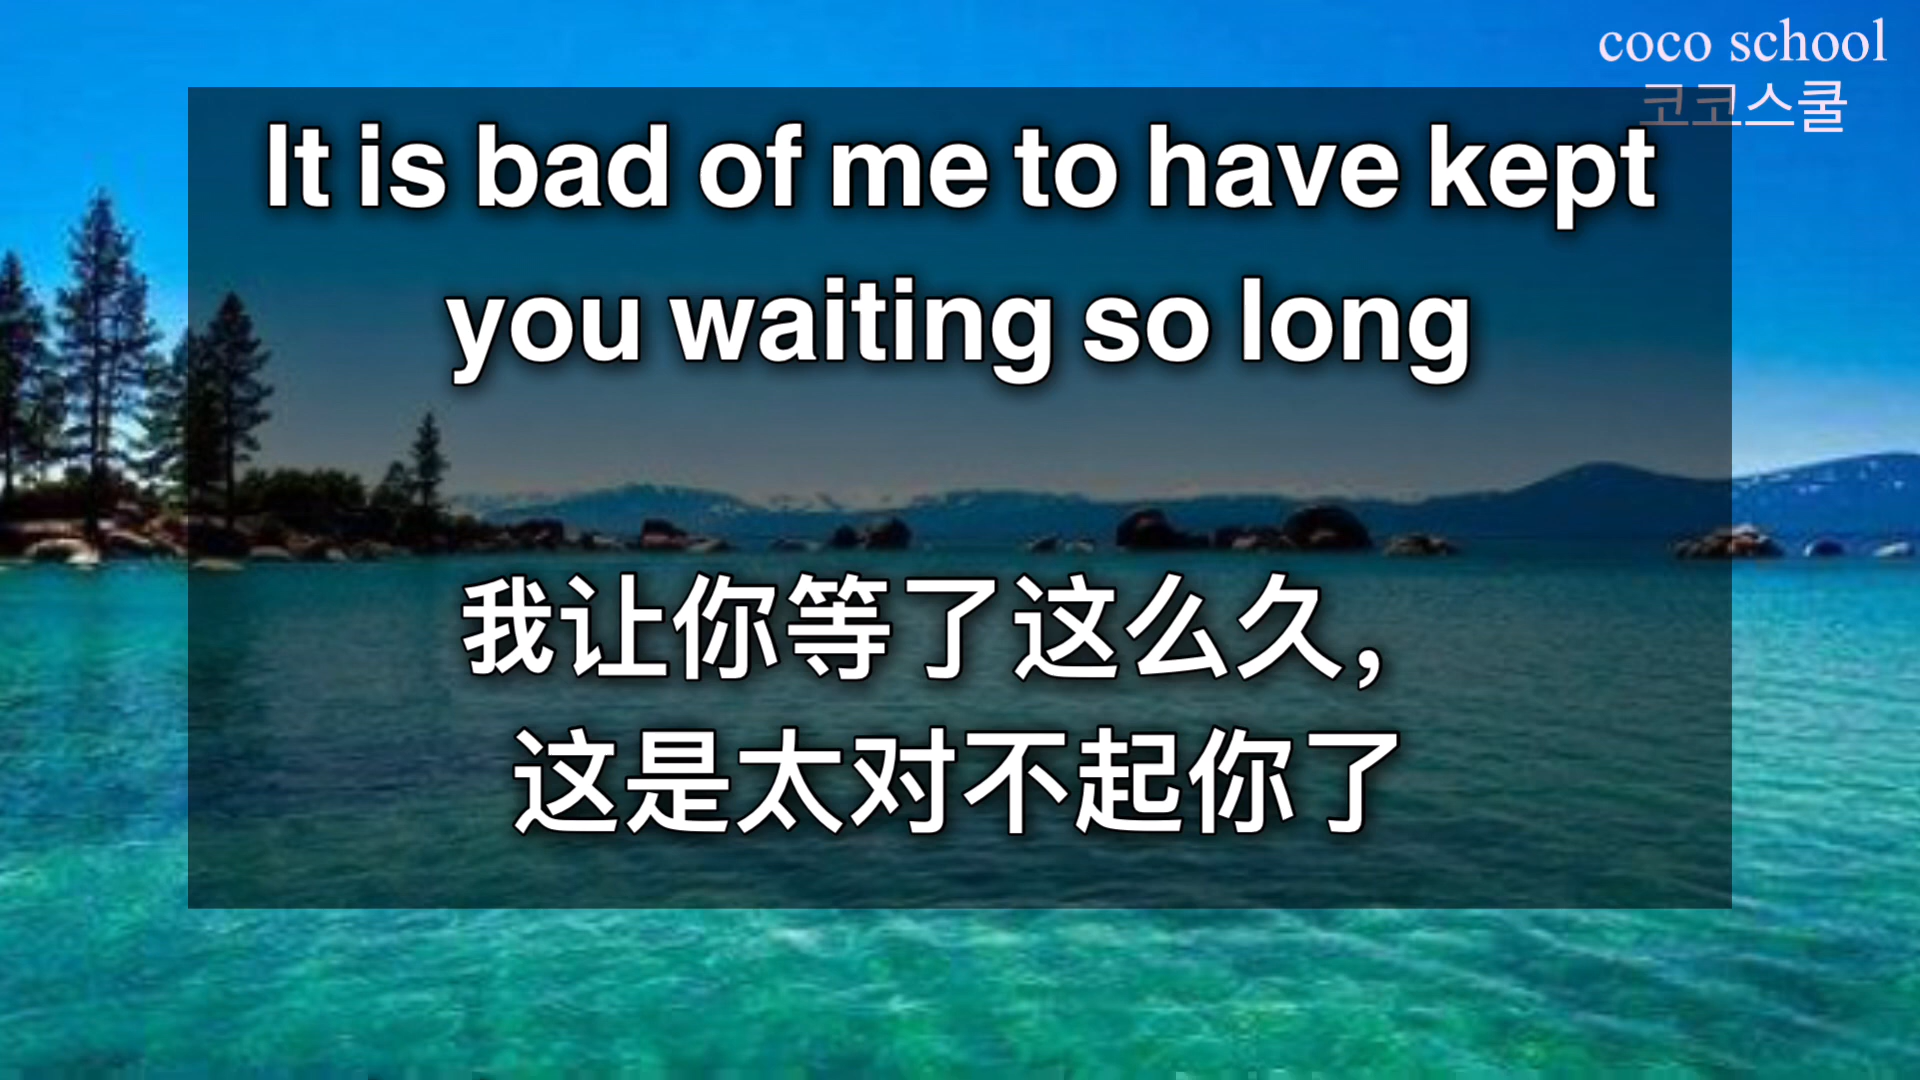 coco school
코코스쿨
It is bad of me to have kept
you waiting so long
我让你等了这么久，
这是太对不起你了